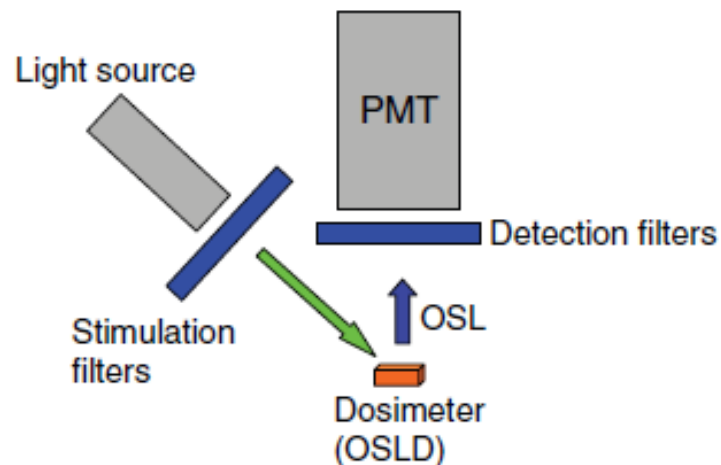 Light source
PMT
Detection filters
Stimulation
filters
OSL
Dosimeter
(OSLD)